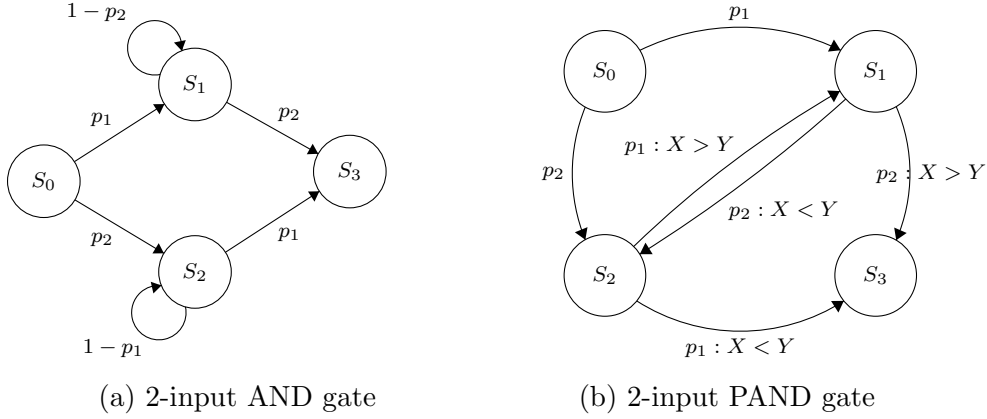 1 − p₂
S₁
p₁
p₂
S₀
S₃
p₂
p₁
S₂
1 − p₁
(a) 2-input AND gate
p₁
S₀
S₁
p₁ : X > Y
p₂
p₂ : X > Y
p₂ : X < Y
S₂
S₃
p₁ : X < Y
(b) 2-input PAND gate